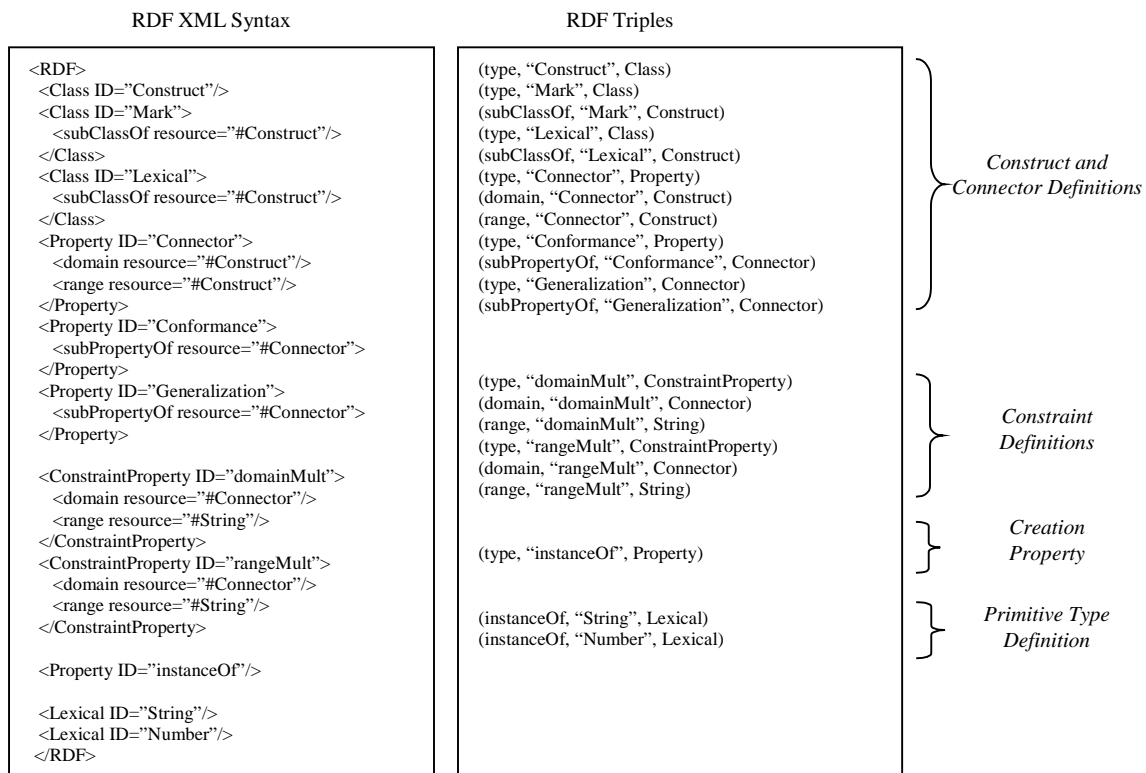 RDF XML Syntax
<RDF>
<Class ID=”Construct”/>
<Class ID=”Mark”>
<subClassOf resource=”#Construct”/>
</Class>
<Class ID=”Lexical”>
<subClassOf resource=”#Construct”/>
</Class>
<Property ID=”Connector”>
<domain resource=”#Construct”/>
<range resource=”#Construct”/>
</Property>
<Property ID=”Conformance”>
<subPropertyOf resource=”#Connector”>
</Property>
<Property ID=”Generalization”>
<subPropertyOf resource=”#Connector”>
</Property>
<ConstraintProperty ID=”domainMult”>
<domain resource=”#Connector”/>
<range resource=”#String”/>
</ConstraintProperty>
<ConstraintProperty ID=”rangeMult”>
<domain resource=”#Connector”/>
<range resource=”#String”/>
</ConstraintProperty>
<Property ID=”instanceOf”/>
<Lexical ID=”String”/>
<Lexical ID=”Number”/>
</RDF>
RDF Triples
(type, “Construct”, Class)
(type, “Mark”, Class)
(subClassOf, “Mark”, Construct)
(type, “Lexical”, Class)
(subClassOf, “Lexical”, Construct)
(type, “Connector”, Property)
(domain, “Connector”, Construct)
(range, “Connector”, Construct)
(type, “Conformance”, Property)
(subPropertyOf, “Conformance”, Connector)
(type, “Generalization”, Connector)
(subPropertyOf, “Generalization”, Connector)
(type, “domainMult”, ConstraintProperty)
(domain, “domainMult”, Connector)
(range, “domainMult”, String)
(type, “rangeMult”, ConstraintProperty)
(domain, “rangeMult”, Connector)
(range, “rangeMult”, String)
(type, “instanceOf”, Property)
(instanceOf, “String”, Lexical)
(instanceOf, “Number”, Lexical)
Construct and
Connector Definitions
Constraint
Definitions
Creation
Property
Primitive Type
Definition